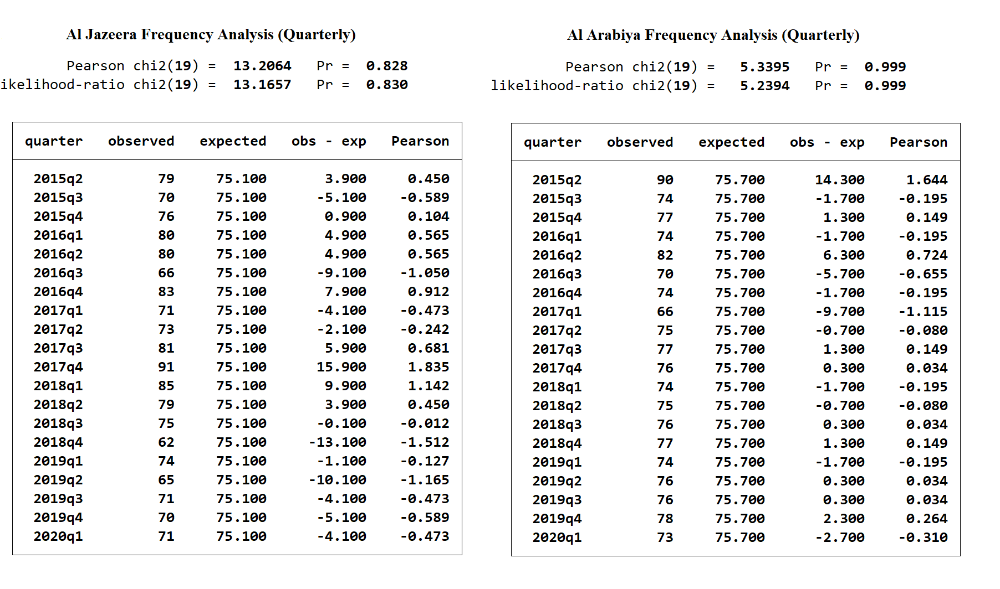 Al Jazeera Frequency Analysis (Quarterly)
Pearson chi2(19) = 13.2064 Pr = 0.828
ikelihood-ratio chi2(19) = 13.1657 Pr = 0.830
quarter observed expected obs - exp Pearson
2015q2 79 75.100 3.900 0.450
2015q3 70 75.100 -5.100 -0.589
2015q4 76 75.100 0.900 0.104
2016q1 80 75.100 4.900 0.565
2016q2 80 75.100 4.900 0.565
2016q3 66 75.100 -9.100 -1.050
2016q4 83 75.100 7.900 0.912
2017q1 71 75.100 -4.100 -0.473
2017q2 73 75.100 -2.100 -0.242
2017q3 81 75.100 5.900 0.681
2017q4 91 75.100 15.900 1.835
2018q1 85 75.100 9.900 1.142
2018q2 79 75.100 3.900 0.450
2018q3 75 75.100 -0.100 -0.012
2018q4 62 75.100 -13.100 -1.512
2019q1 74 75.100 -1.100 -0.127
2019q2 65 75.100 -10.100 -1.165
2019q3 71 75.100 -4.100 -0.473
2019q4 70 75.100 -5.100 -0.589
2020q1 71 75.100 -4.100 -0.473
Al Arabiya Frequency Analysis (Quarterly)
Pearson chi2(19) = 5.3395 Pr = 0.999
likelihood-ratio chi2(19) = 5.2394 Pr = 0.999
quarter observed expected obs - exp Pearson
2015q2 90 75.700 14.300 1.644
2015q3 74 75.700 -1.700 -0.195
2015q4 77 75.700 1.300 0.149
2016q1 74 75.700 -1.700 -0.195
2016q2 82 75.700 6.300 0.724
2016q3 70 75.700 -5.700 -0.655
2016q4 74 75.700 -1.700 -0.195
2017q1 66 75.700 -9.700 -1.115
2017q2 75 75.700 -0.700 -0.080
2017q3 77 75.700 1.300 0.149
2017q4 76 75.700 0.300 0.034
2018q1 74 75.700 -1.700 -0.195
2018q2 75 75.700 -0.700 -0.080
2018q3 76 75.700 0.300 0.034
2018q4 77 75.700 1.300 0.149
2019q1 74 75.700 -1.700 -0.195
2019q2 76 75.700 0.300 0.034
2019q3 76 75.700 0.300 0.034
2019q4 78 75.700 2.300 0.264
2020q1 73 75.700 -2.700 -0.310